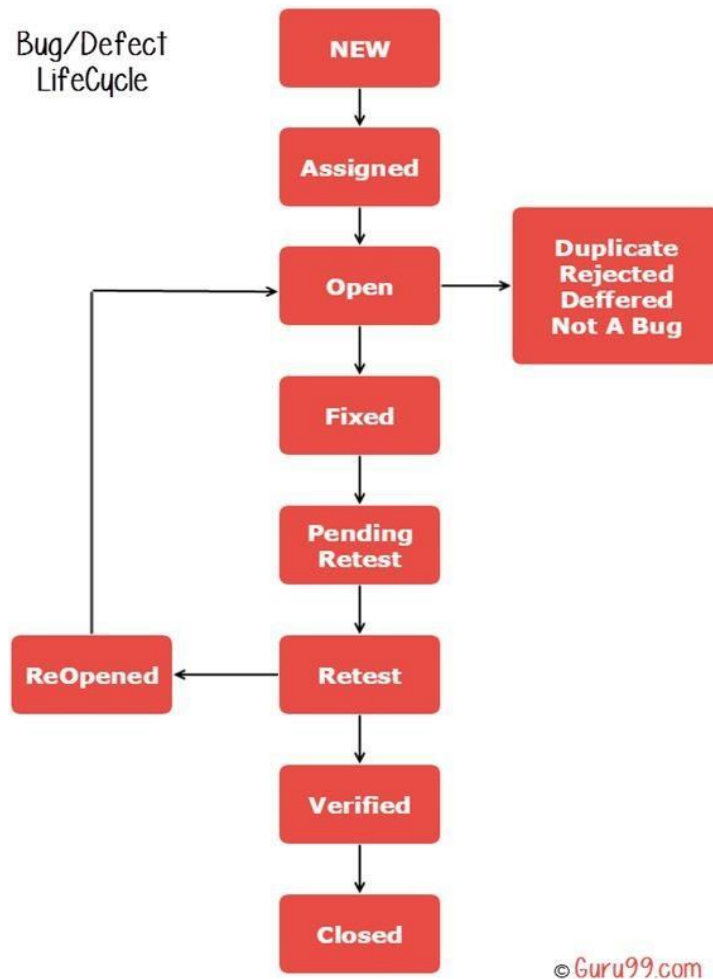 Bug/Defect
LifeCycle
NEW
Assigned
Open
Duplicate
Rejected
Deffered
Not A Bug
Fixed
Pending
Retest
ReOpened
Retest
Verified
Closed
© Guru99.com